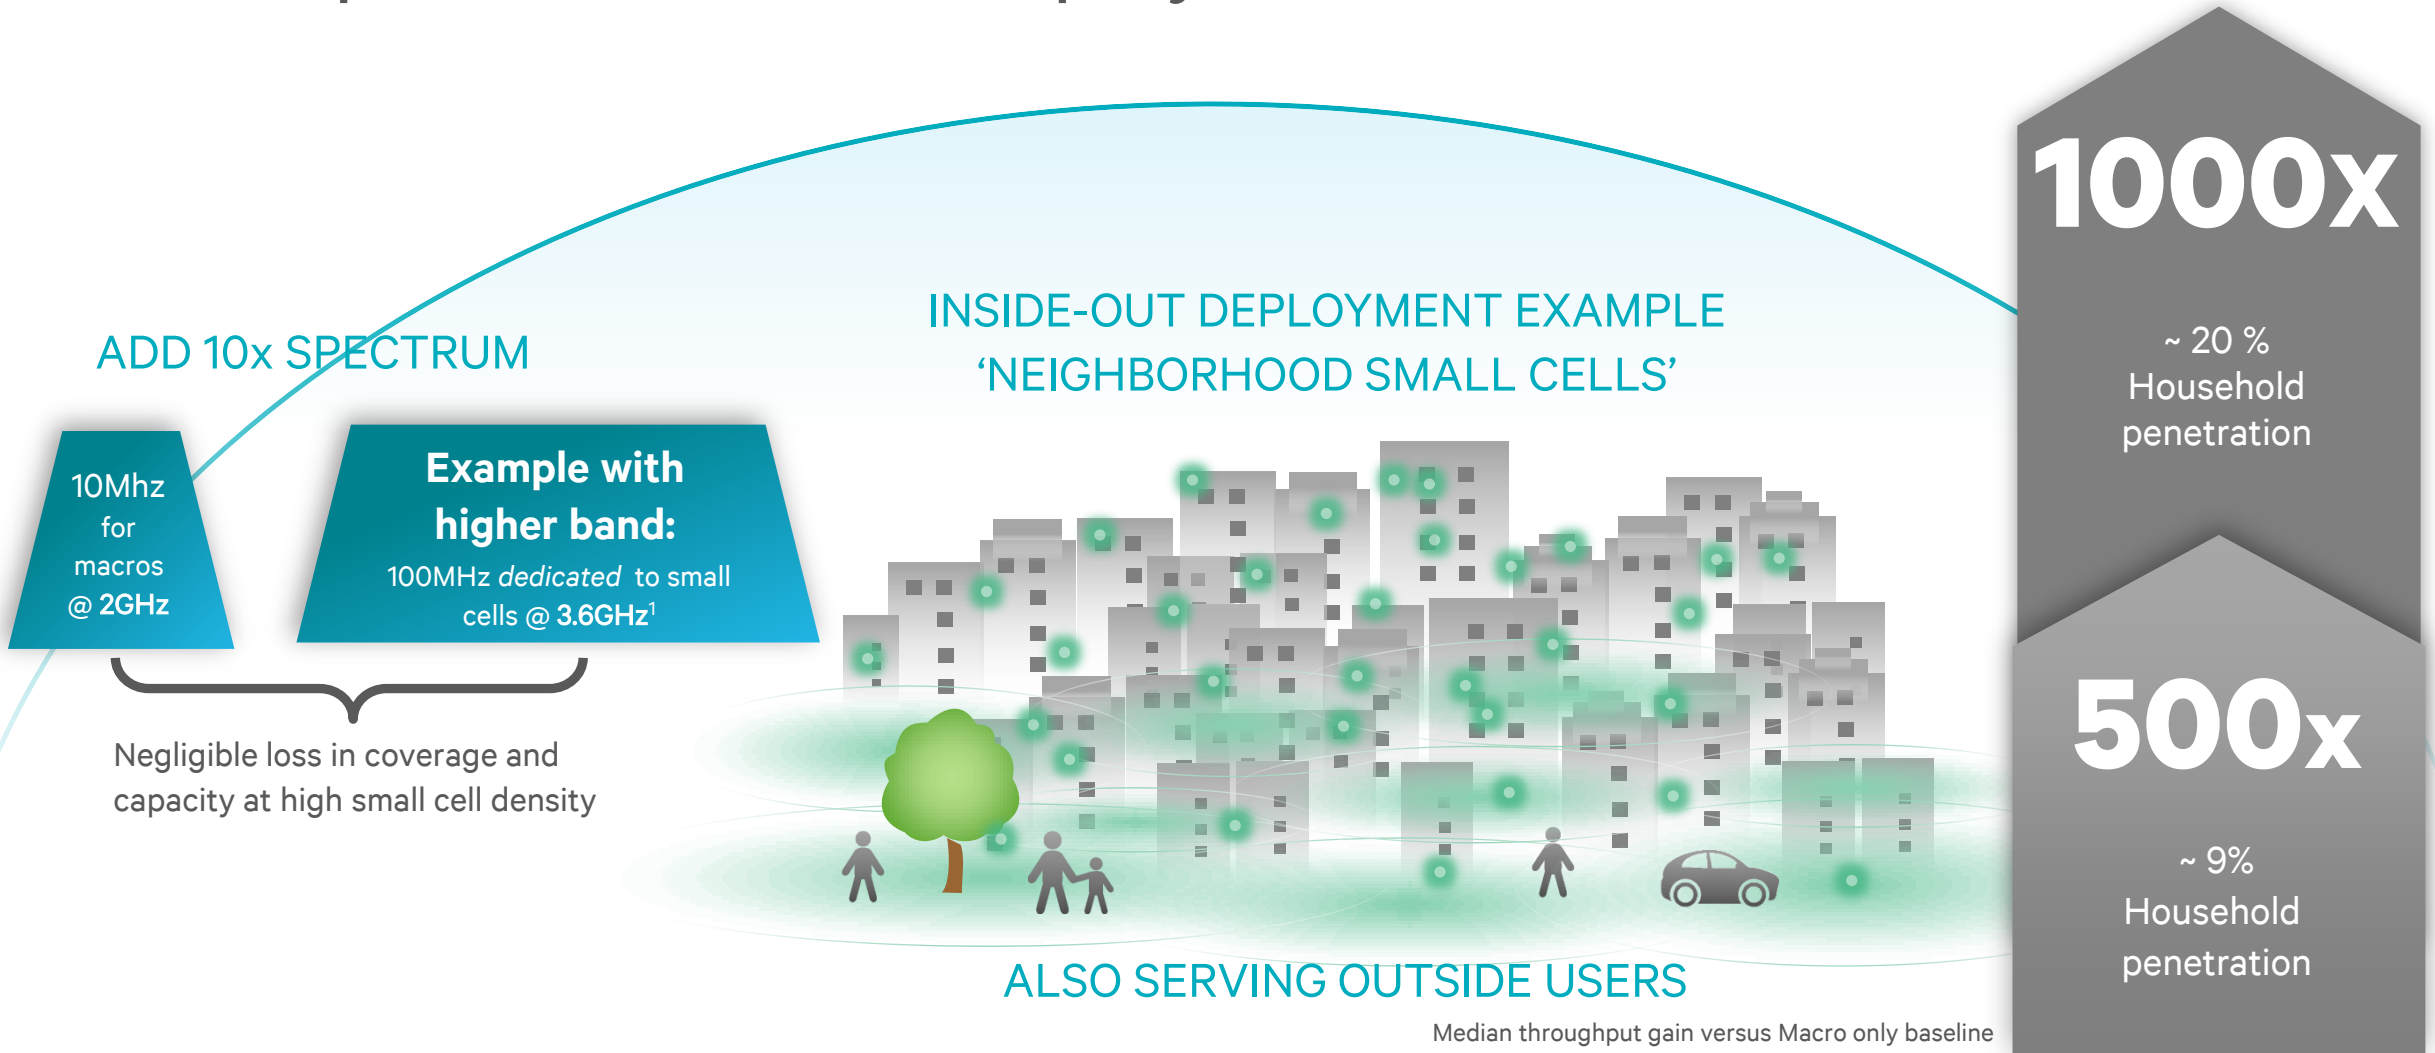 ADD 10x SPECTRUM
10Mhz
for
macros
@ 2GHz
Example with
higher band:
100MHz dedicated to small
cells @ 3.6GHz¹
Negligible loss in coverage and
capacity at high small cell density
INSIDE-OUT DEPLOYMENT EXAMPLE
‘NEIGHBORHOOD SMALL CELLS’
ALSO SERVING OUTSIDE USERS
Median throughput gain versus Macro only baseline
1000x
~ 20 %
Household
penetration
500x
~ 9%
Household
penetration